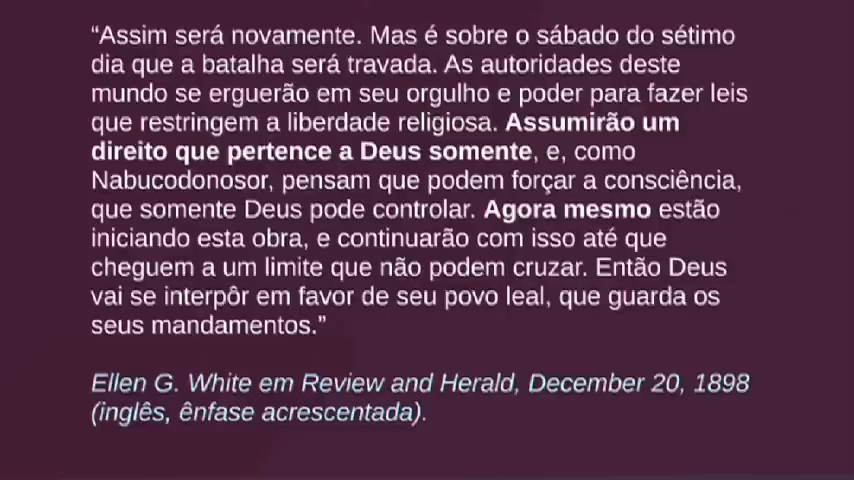 “Assim será novamente. Mas é sobre o sábado do sétimo
dia que a batalha será travada. As autoridades deste
mundo se erguerão em seu orgulho e poder para fazer leis
que restringem a liberdade religiosa. Assumirão um
direito que pertence a Deus somente, e, como
Nabucodonosor, pensam que podem forçar a consciência,
que somente Deus pode controlar. Agora mesmo estão
iniciando esta obra, e continuarão com isso até que
cheguem a um limite que não podem cruzar. Então Deus
vai se interpôr em favor de seu povo leal, que guarda os
seus mandamentos.”
Ellen G. White em Review and Herald, December 20, 1898
(inglês, ênfase acrescentada).